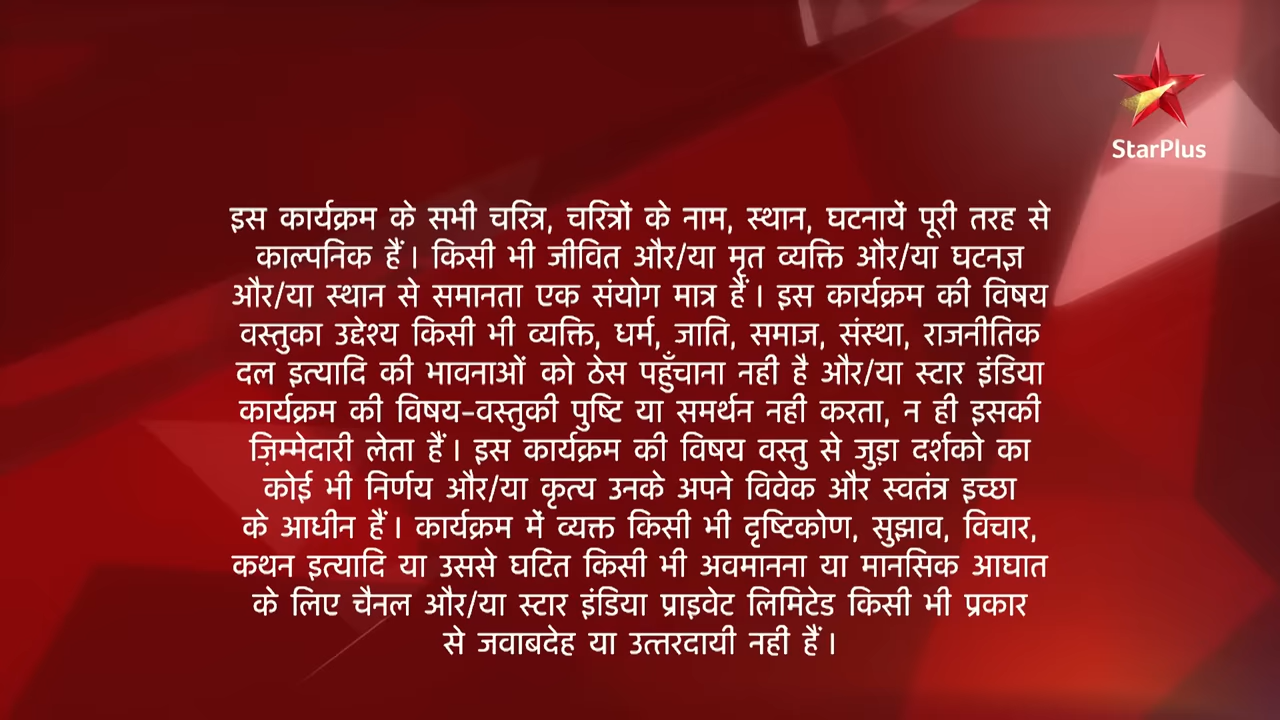 StarPlus
इस कार्यक्रम के सभी चरित्र, चरित्रों के नाम, स्थान, घटनायें पूरी तरह से
काल्पनिक हैं। किसी भी जीवित और/या मृत व्यक्ति और/या घटनज्ञ
और/या स्थान से समानता एक संयोग मात्र हैं। इस कार्यक्रम की विषय
वस्तुका उद्देश्य किसी भी व्यक्ति, धर्म, जाति, समाज, संस्था, राजनीतिक
दल इत्यादि की भावनाओं को ठेस पहुँचाना नही है और/या स्टार इंडिया
कार्यक्रम की विषय-वस्तुकी पुष्टि या समर्थन नही करता, न ही इसकी
ज़िम्मेदारी लेता हैं। इस कार्यक्रम की विषय वस्तु से जुड़ा दर्शको का
कोई भी निर्णय और/या कृत्य उनके अपने विवेक और स्वतंत्र इच्छा
के आधीन हैं। कार्यक्रम में व्यक्त किसी भी दृष्टिकोण, सुझाव, विचार,
कथन इत्यादि या उससे घटित किसी भी अवमानना या मानसिक आघात
के लिए चैनल और/या स्टार इंडिया प्राइवेट लिमिटेड किसी भी प्रकार
से जवाबदेह या उत्तरदायी नही हैं।